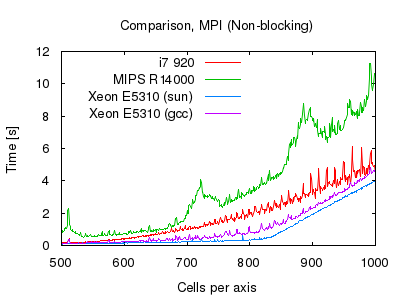 Comparison, MPI (Non-blocking)
i7 920
MIPS R14000
Xeon E5310 (sun)
Xeon E5310 (gcc)
12
10
8
6
4
2
0
Time [s]
500 600 700 800 900 1000
Cells per axis